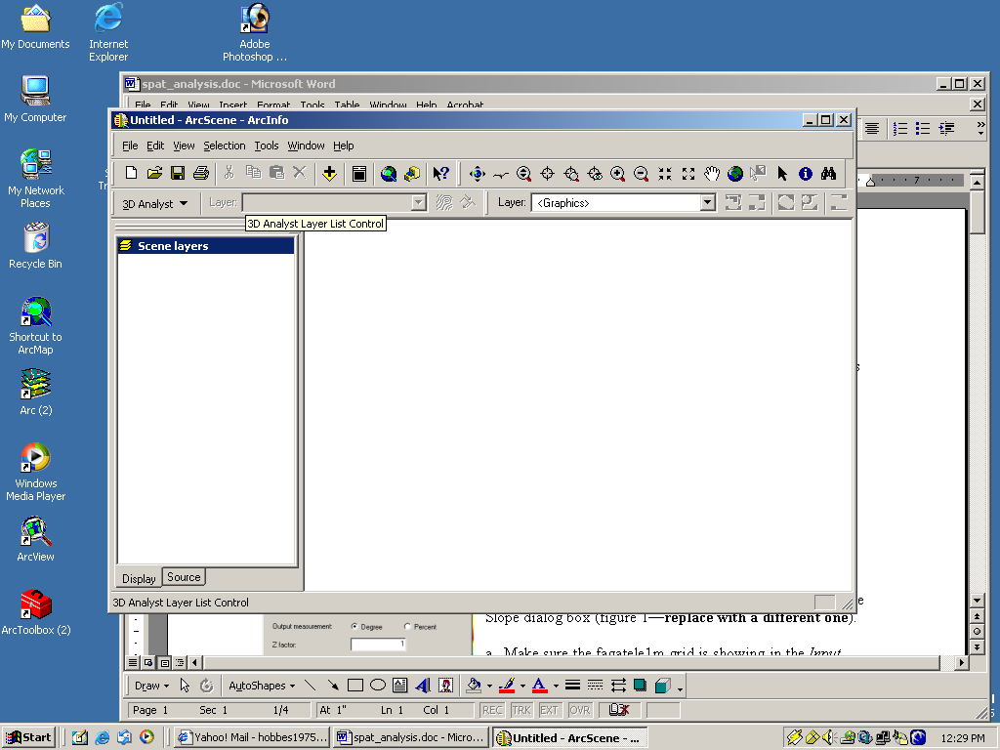 My Documents
Internet
Explorer
Adobe
Photoshop ...
My Computer
My Network
Places
Recycle Bin
Shortcut to
ArcMap
Arc (2)
Windows
Media Player
ArcView
ArcToolbox (2)
spat_analysis.doc - Microsoft Word
File Edit View Insert Format Tools Table Window Help Acrobat
Untitled - ArcScene - ArcInfo
File Edit View Selection Tools Window Help
3D Analyst Layer: Layer: <Graphics>
3D Analyst Layer List Control
Scene layers
7
Display Source
3D Analyst Layer List Control
Slope dialog box (figure 1—replace with a different one).
Output measurement: Degree Percent
Z factor: 1
a. Make sure the fagatele1m grid is showing in the Input
Draw AutoShapes
Page 1 Sec 1 1/4 At 1" Ln 1 Col 1 REC TRK EXT OVR
Start Yahoo! Mail - hobbes1975... spat_analysis.doc - Micro... Untitled - ArcScene - ... 12:29 PM